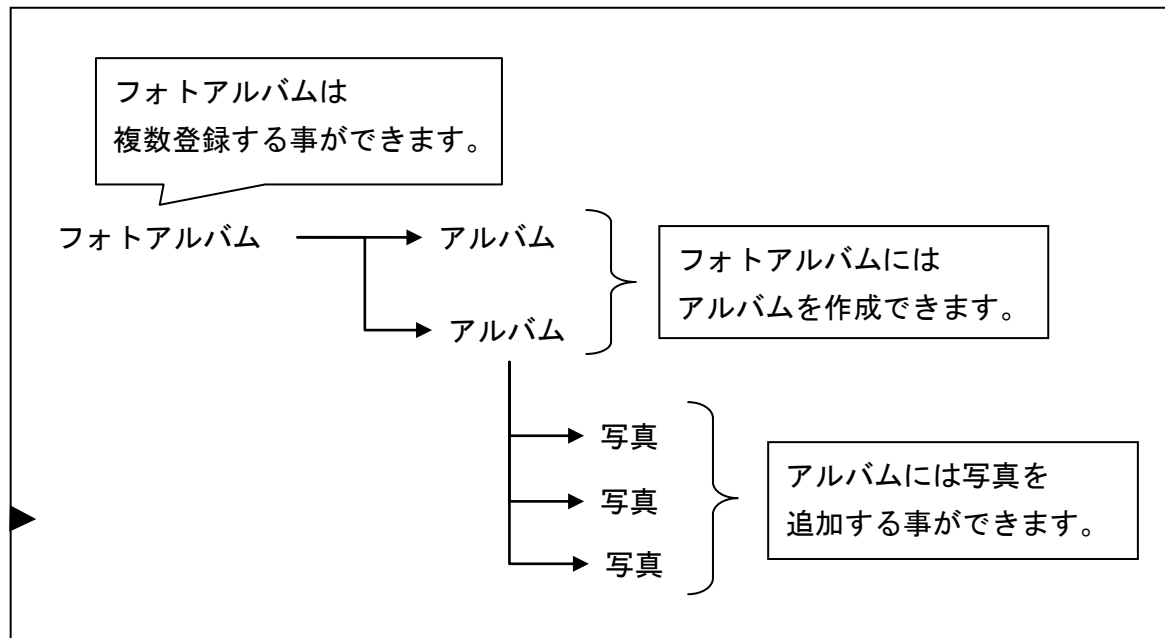 フォトアルバムは
複数登録する事ができます。
フォトアルバム
アルバム
アルバム
フォトアルバムには
アルバムを作成できます。
写真
写真
写真
アルバムには写真を
追加する事ができます。